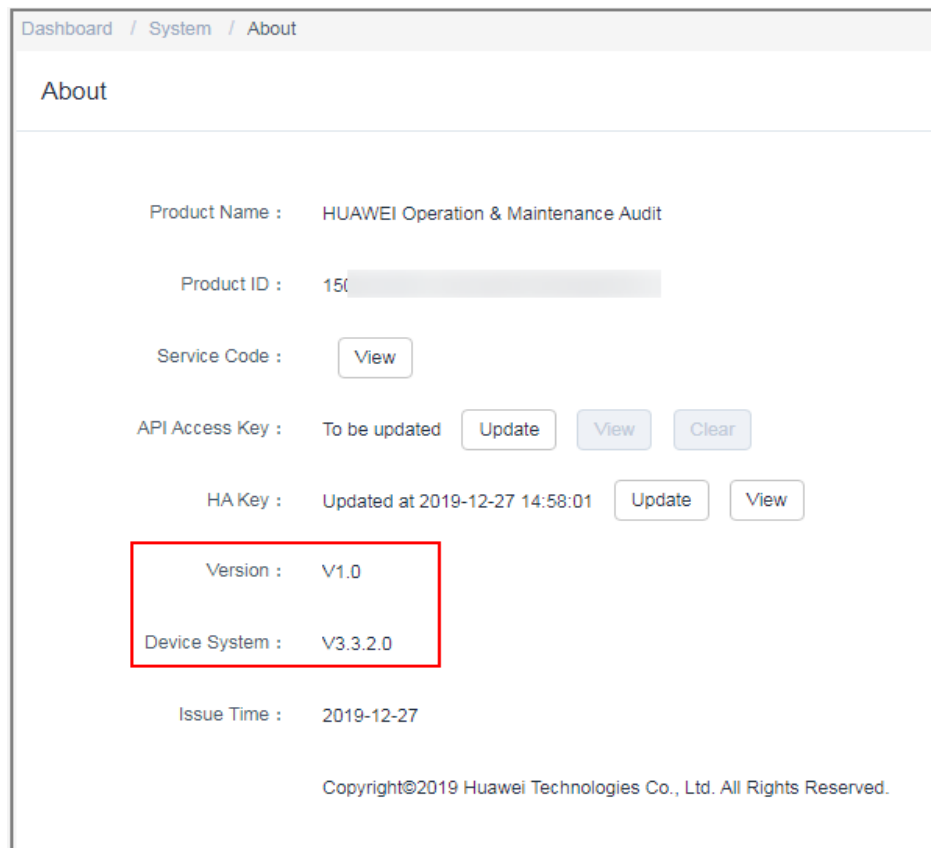 Dashboard / System / About
About
Product Name : HUAWEI Operation & Maintenance Audit
Product ID : 150
Service Code : View
API Access Key : To be updated Update View Clear
HA Key : Updated at 2019-12-27 14:58:01 Update View
Version : V1.0
Device System : V3.3.2.0
Issue Time : 2019-12-27
Copyright©2019 Huawei Technologies Co., Ltd. All Rights Reserved.